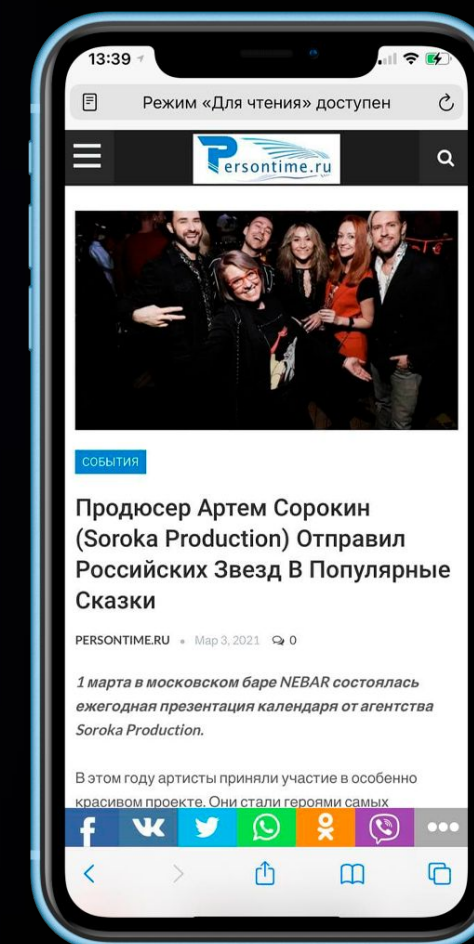 13:39
Режим «Для чтения» доступен
Persontime.ru
СОБЫТИЯ
Продюсер Артем Сорокин
(Soroka Production) Отправил
Российских Звезд В Популярные
Сказки
PERSONTIME.RU • Мар 3, 2021 0
1 марта в московском баре NEBAR состоялась
ежегодная презентация календаря от агентства
Soroka Production.
В этом году артисты приняли участие в особенно
красивом проекте. Они стали героями самых